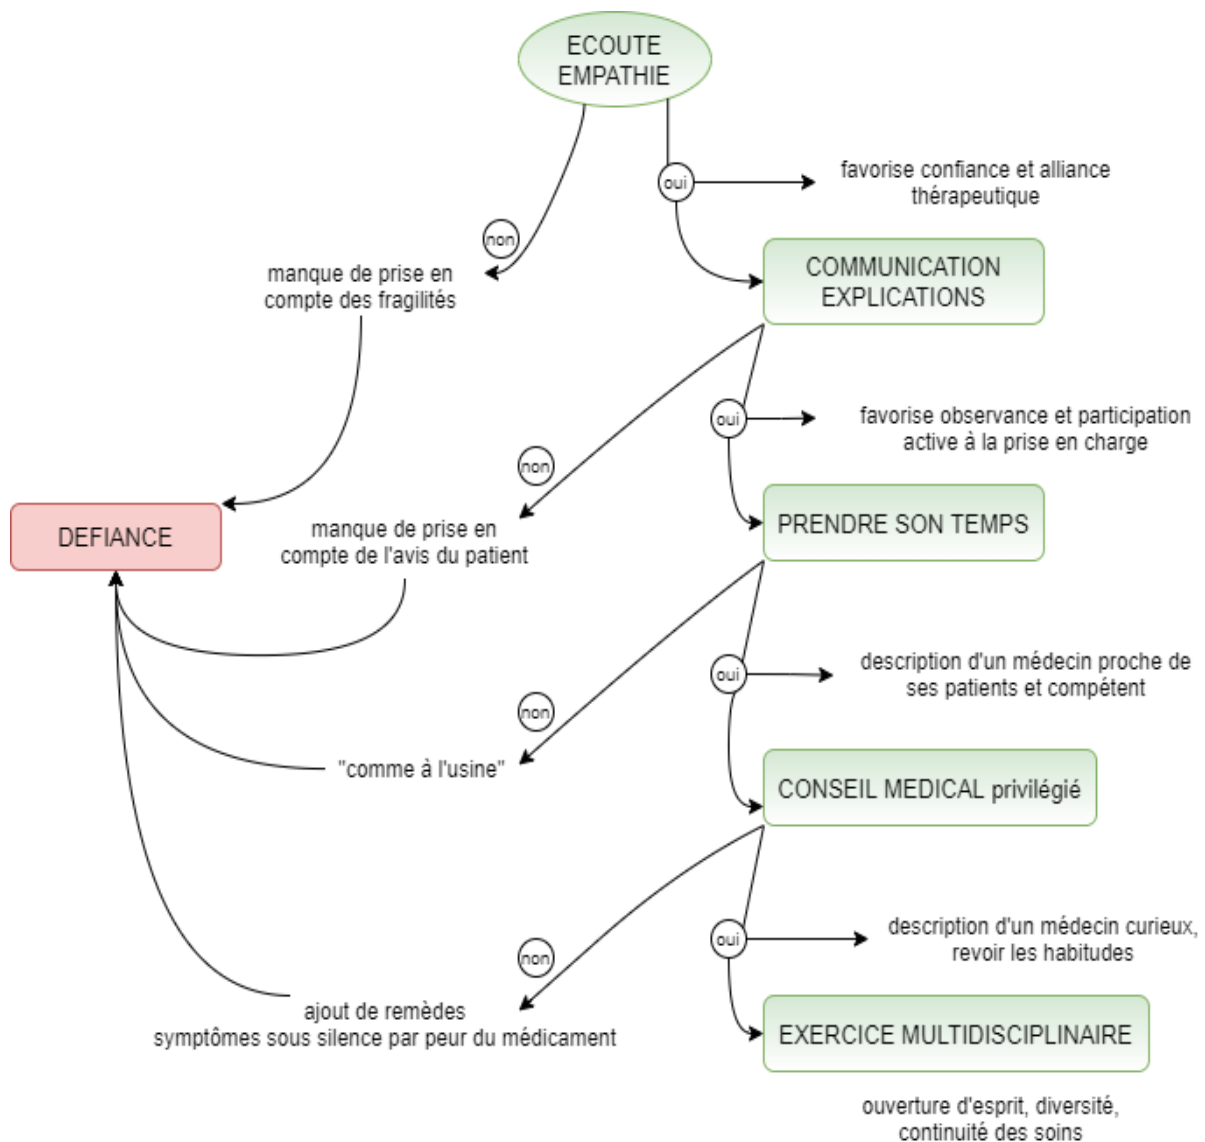 ECOUTE
EMPATHIE
oui
favorise confiance et alliance
thérapeutique
non
manque de prise en
compte des fragilités
COMMUNICATION
EXPLICATIONS
oui
favorise observance et participation
active à la prise en charge
non
DEFIANCE
manque de prise en
compte de l'avis du patient
PRENDRE SON TEMPS
oui
description d'un médecin proche de
ses patients et compétent
non
"comme à l'usine"
CONSEIL MEDICAL privilégié
oui
description d'un médecin curieux,
revoir les habitudes
non
ajout de remèdes
symptômes sous silence par peur du médicament
EXERCICE MULTIDISCIPLINAIRE
ouverture d'esprit, diversité,
continuité des soins